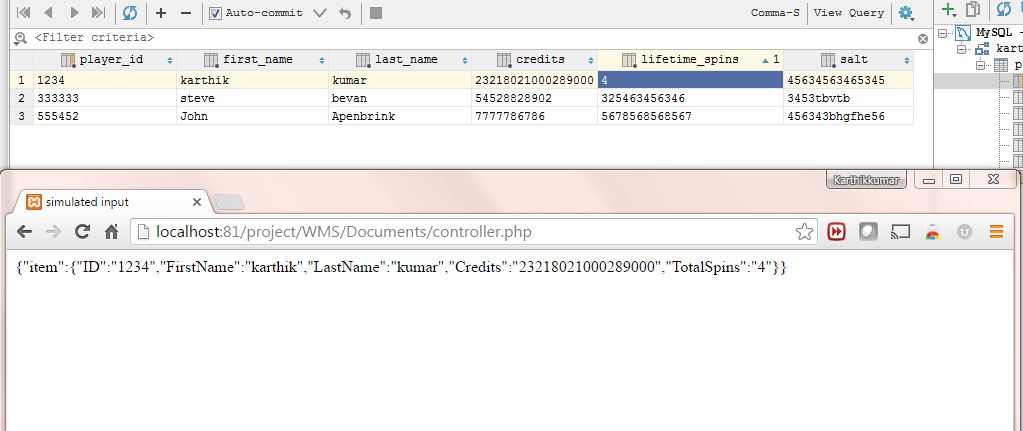 Auto-commit Comma-S View Query
<Filter criteria>
player_id first_name last_name credits lifetime_spins 1 salt
1 1234 karthik kumar 23218021000289000 4 45634563465345
2 333333 steve bevan 54528828902 325463456346 3453tbvtb
3 555452 John Apenbrink 7777786786 5678568568567 456343bhgfhe56
MySQL -
kart
p
Karthikkumar
simulated input
localhost:81/project/WMS/Documents/controller.php
{"item":{"ID":"1234","FirstName":"karthik","LastName":"kumar","Credits":"23218021000289000","TotalSpins":"4"}}